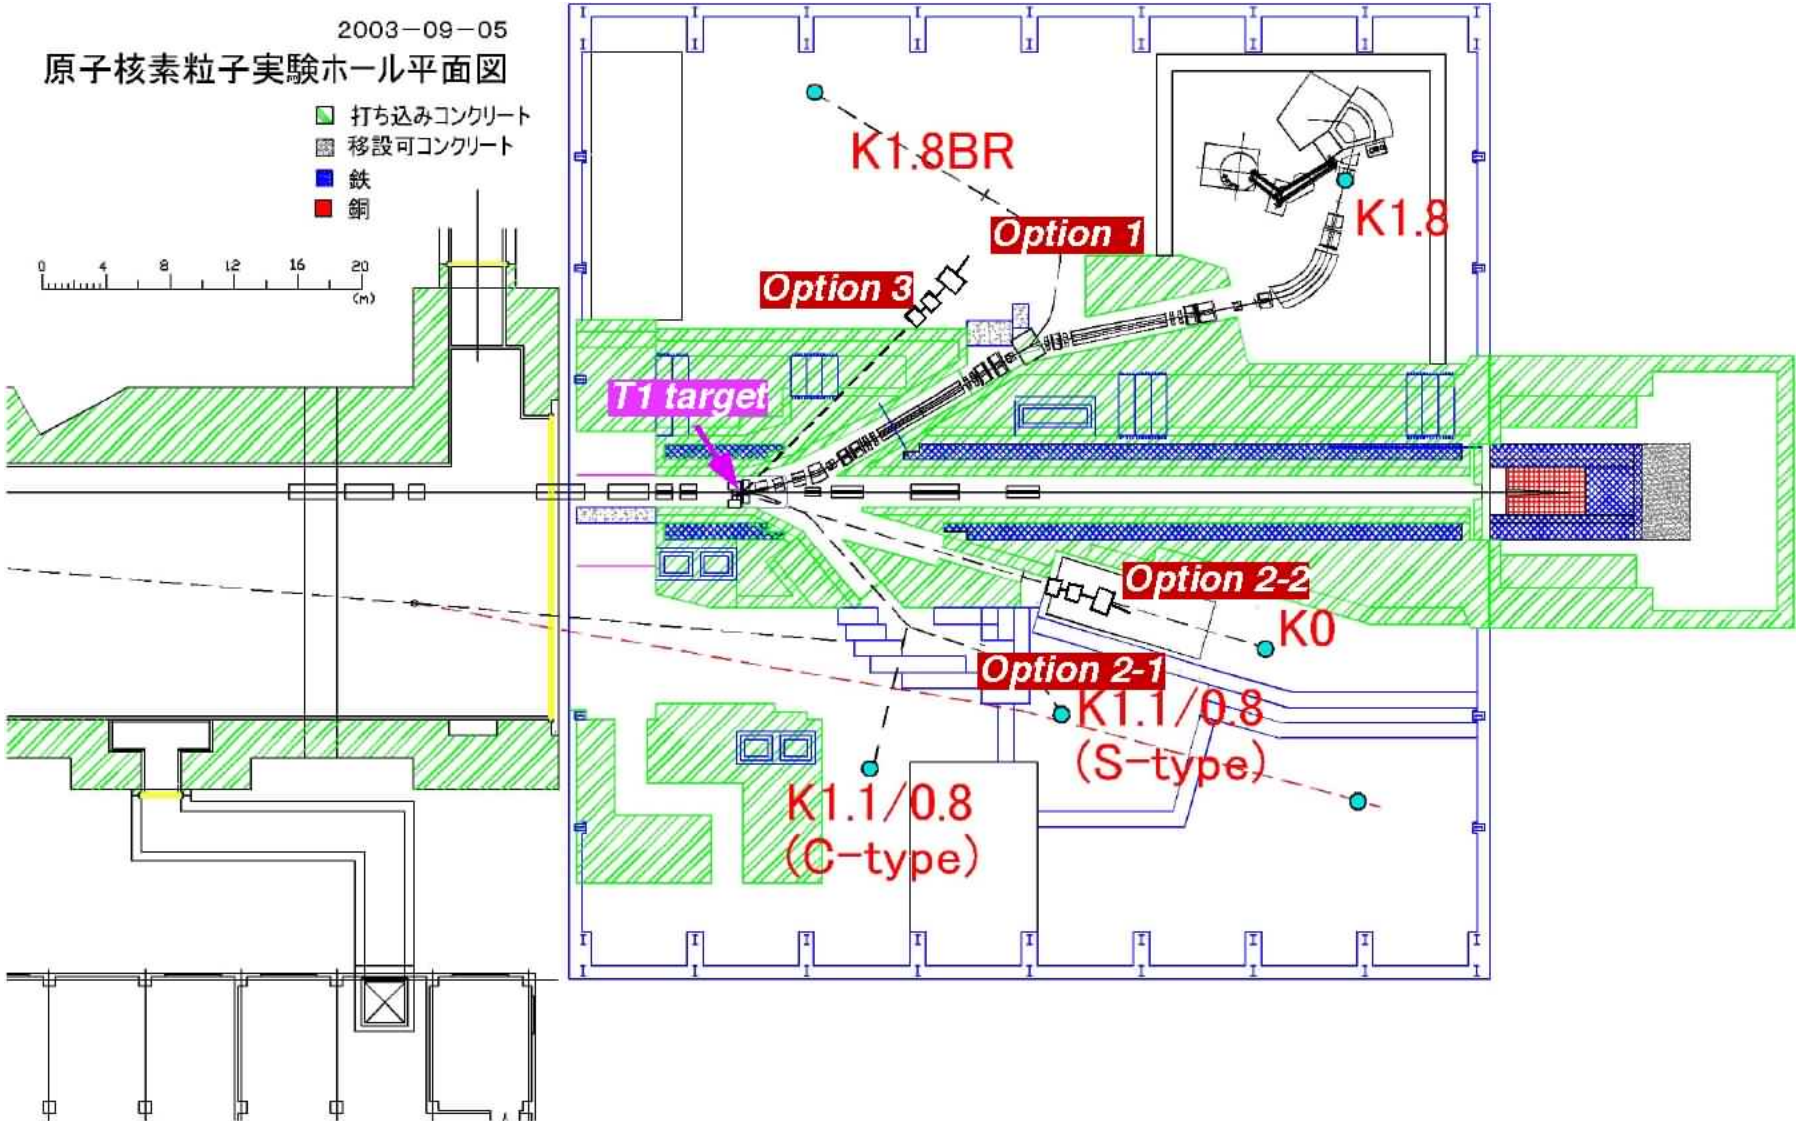 2003-09-05
原子核素粒子実験ホール平面図
打ち込みコンクリート
移設可コンクリート
鉄
銅
0 4 8 12 16 20
(m)
K1.8BR
K1.8
Option 1
Option 3
T1 target
Option 2-2
K0
Option 2-1
K1.1/0.8
(S-type)
K1.1/0.8
(C-type)